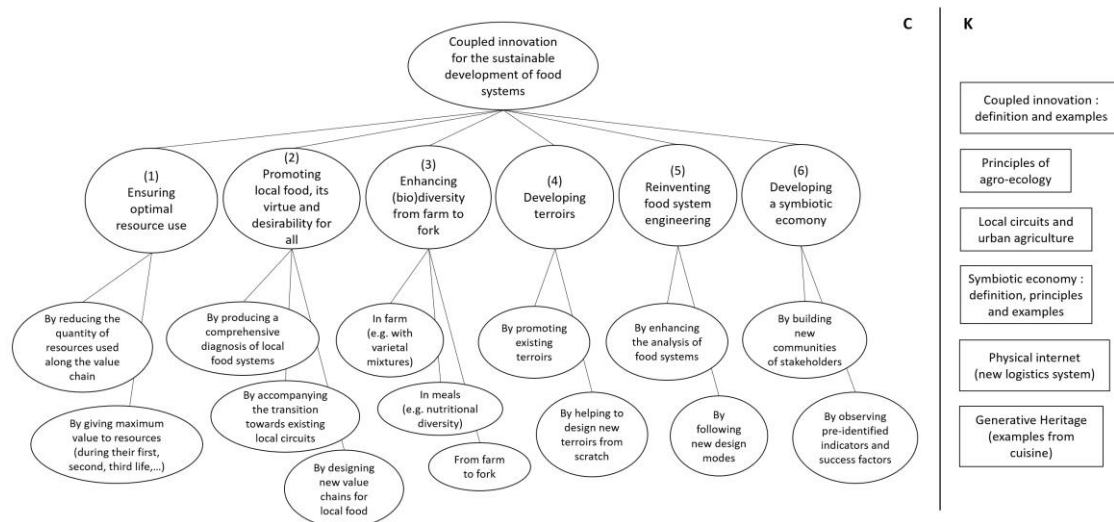 C
K
Coupled innovation
for the sustainable
development of food
systems
(1)
Ensuring
optimal
resource use
(2)
Promoting
local food, its
virtue and
desirability for
all
(3)
Enhancing
(bio)diversity
from farm to
fork
(4)
Developing
terroirs
(5)
Reinventing
food system
engineering
(6)
Developing
a symbiotic
ecomony
By reducing the
quantity of
resources used
along the value
chain
By giving maximum
value to resources
(during their first,
second, third life,...)
By producing a
comprehensive
diagnosis of local
food systems
By accompanying
the transition
towards existing
local circuits
By designing
new value
chains for
local food
In farm
(e.g. with
varietal
mixtures)
In meals
(e.g. nutritional
diversity)
From farm
to fork
By promoting
existing
terroirs
By helping to
design new
terroirs from
scratch
By enhancing
the analysis of
food systems
By
following
new design
modes
By building
new
communities
of stakeholders
By observing
pre-identified
indicators and
success factors
Coupled innovation :
definition and examples
Principles of
agro-ecology
Local circuits and
urban agriculture
Symbiotic economy :
definition, principles
and examples
Physical internet
(new logistics system)
Generative Heritage
(examples from
cuisine)